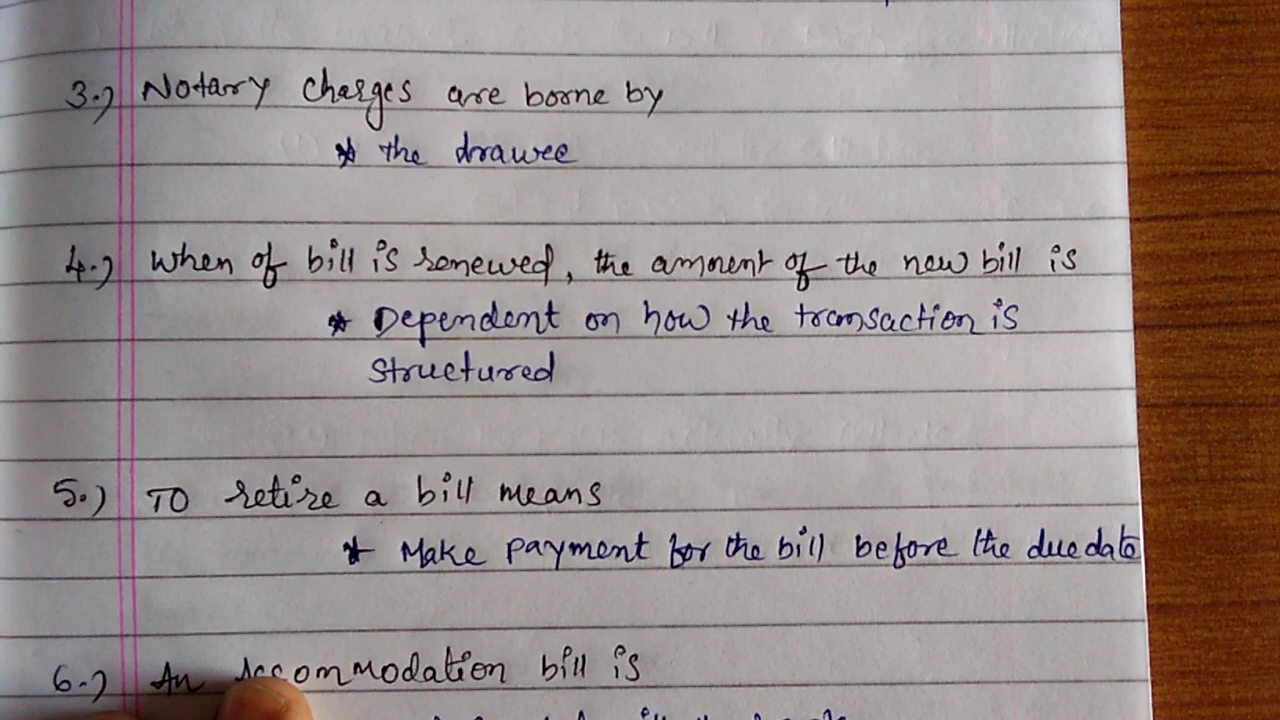 3.) Notary charges are borne by
* the drawee
4.) When of bill is renewed, the amount of the new bill is
* Dependent on how the transaction is
structured
5.) TO retire a bill means
* Make payment for the bill before the due date
6.) An Accommodation bill is